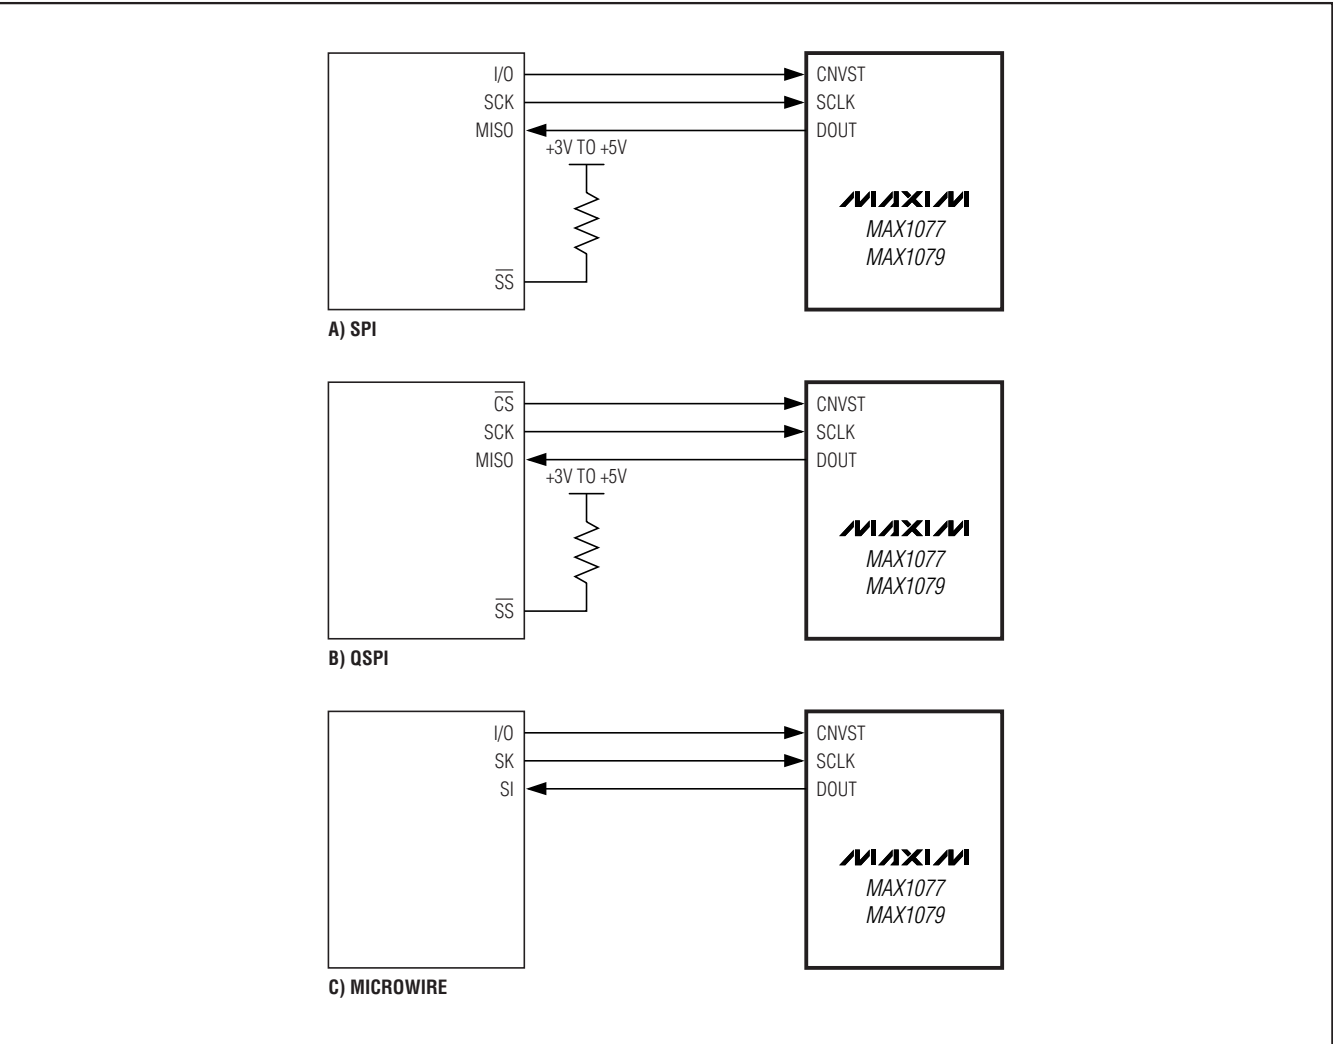 I/O
SCK
MISO
+3V TO +5V
SS
CNVST
SCLK
DOUT
MAXIM
MAX1077
MAX1079
A) SPI
CS
SCK
MISO
+3V TO +5V
SS
CNVST
SCLK
DOUT
MAXIM
MAX1077
MAX1079
B) QSPI
I/O
SK
SI
CNVST
SCLK
DOUT
MAXIM
MAX1077
MAX1079
C) MICROWIRE